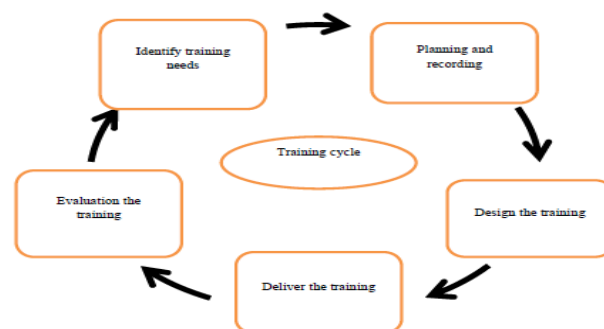 Identify training
needs
Planning and
recording
Training cycle
Evaluation the
training
Design the training
Deliver the training